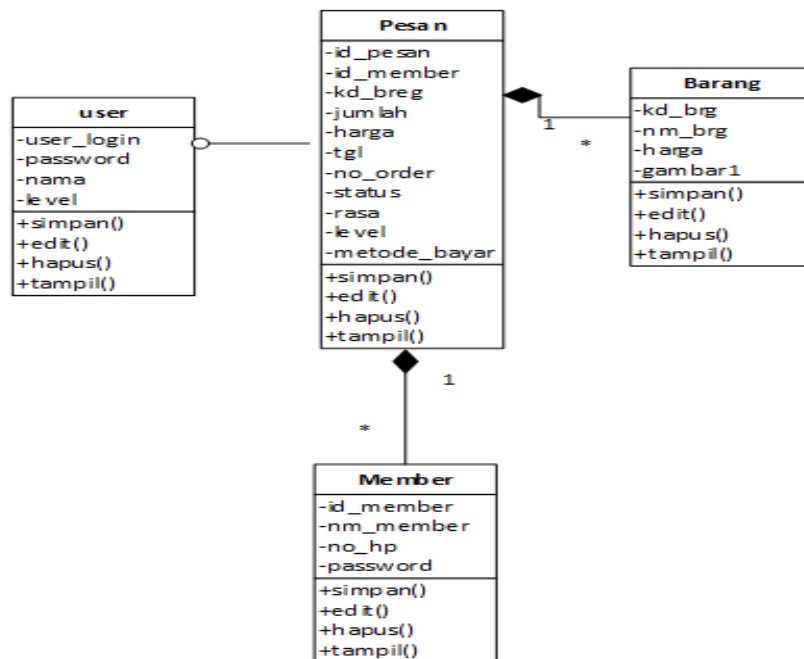 Pesan
-id_pesan
-id_member
-kd_breg
-jumlah
-harga
-tgl
-no_order
-status
-rasa
-level
-metode_bayar
+simpan()
+edit()
+hapus()
+tampil()
user
-user_login
-password
-nama
-level
+simpan()
+edit()
+hapus()
+tampil()
1
*
Barang
-kd_brg
-nm_brg
-harga
-gambar1
+simpan()
+edit()
+hapus()
+tampil()
1
*
Member
-id_member
-nm_member
-no_hp
-password
+simpan()
+edit()
+hapus()
+tampil()